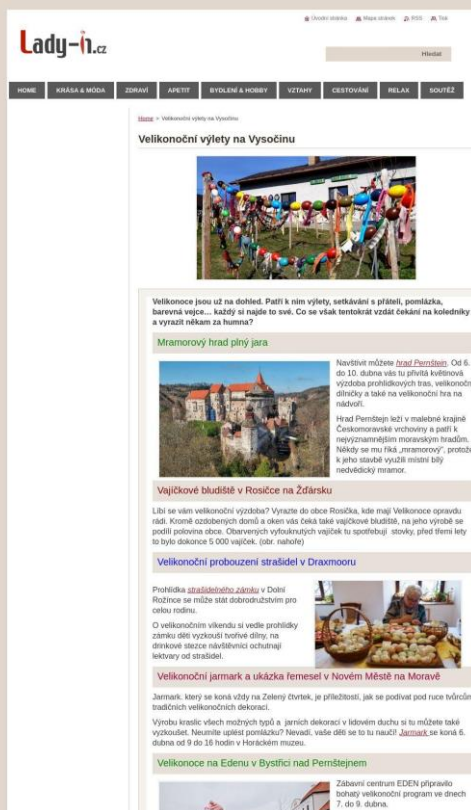 Úvodní stránka Mapa stránek RSS Tisk
Lady-in.cz
Hledat
HOME KRÁSA & MÓDA ZDRAVÍ APETIT BYDLENÍ & HOBBY VZTAHY CESTOVÁNÍ RELAX SOUTĚŽ
Home > Velikonoční výlety na Vysočinu
Velikonoční výlety na Vysočinu
Velikonoce jsou už na dohled. Patří k nim výlety, setkávání s přáteli, pomlázka,
barevná vejce… každý si najde to své. Co se však tentokrát vzdát čekání na koledníky
a vyrazit někam za humna?
Mramorový hrad plný jara
Navštívit můžete hrad Pernštejn. Od 6.
do 10. dubna vás tu přivítá květinová
výzdoba prohlídkových tras, velikonoční
dílničky a také na velikonoční hra na
nádvoří.
Hrad Pernštejn leží v malebné krajině
Českomoravské vrchoviny a patří k
nejvýznamnějším moravským hradům.
Někdy se mu říká „mramorový", protože
k jeho stavbě využili místní bílý
nedvědický mramor.
Vajíčkové bludiště v Rosičce na Žďársku
Líbí se vám velikonoční výzdoba? Vyrazte do obce Rosička, kde mají Velikonoce opravdu
rádi. Kromě ozdobených domů a oken vás čeká také vajíčkové bludiště, na jeho výrobě se
podílí polovina obce. Obarvených vyfouknutých vajíček tu spotřebují stovky, před třemi lety
to bylo dokonce 5 000 vajíček. (obr. nahoře)
Velikonoční probouzení strašidel v Draxmooru
Prohlídka strašidelného zámku v Dolní
Rožínce se může stát dobrodružstvím pro
celou rodinu.
O velikonočním víkendu si vedle prohlídky
zámku děti vyzkouší tvořivé dílny, na
drinkové stezce návštěvníci ochutnají
lektvary od strašidel.
Velikonoční jarmark a ukázka řemesel v Novém Městě na Moravě
Jarmark. který se koná vždy na Zelený čtvrtek, je příležitostí, jak se podívat pod ruce tvůrcům
tradičních velikonočních dekorací.
Výrobu kraslic všech možných typů a jarních dekorací v lidovém duchu si tu můžete také
vyzkoušet. Neumíte uplést pomlázku? Nevadí, vaše děti se to tu naučí! Jarmark se koná 6.
dubna od 9 do 16 hodin v Horáckém muzeu.
Velikonoce na Edenu v Bystřici nad Pernštejnem
Zábavní centrum EDEN připravilo
bohatý velikonoční program ve dnech
7. do 9. dubna.